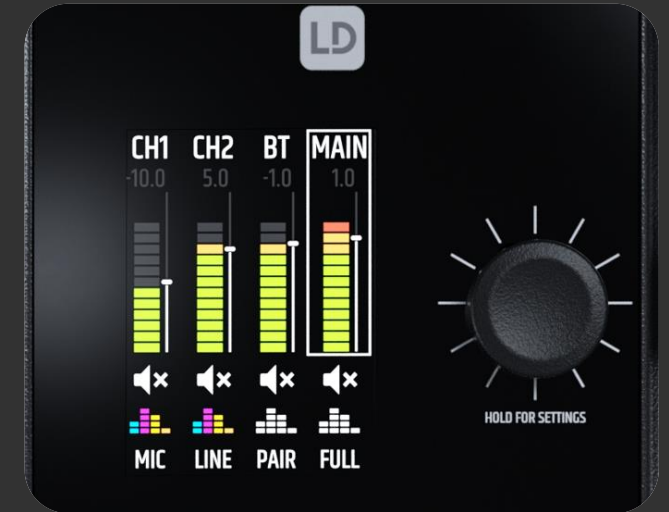 LD
CH1 CH2 BT MAIN
-10.0 5.0 -1.0 1.0
MIC LINE PAIR FULL
HOLD FOR SETTINGS